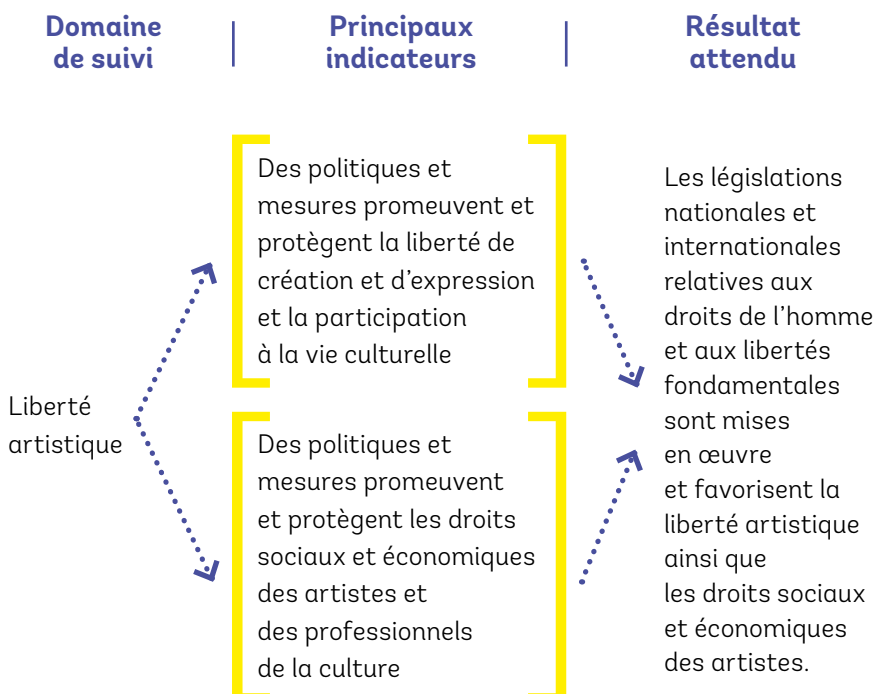 Domaine
de suivi
Principaux
indicateurs
Résultat
attendu
Liberté
artistique
Des politiques et
mesures promeuvent et
protègent la liberté de
création et d'expression
et la participation
à la vie culturelle
Des politiques et
mesures promeuvent
et protègent les droits
sociaux et économiques
des artistes et
des professionnels
de la culture
Les législations
nationales et
internationales
relatives aux
droits de l'homme
et aux libertés
fondamentales
sont mises
en œuvre
et favorisent la
liberté artistique
ainsi que
les droits sociaux
et économiques
des artistes.